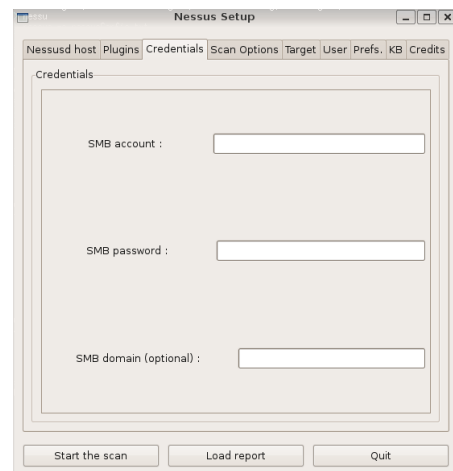 Nessus Setup
Nessusd host Plugins Credentials Scan Options Target User Prefs. KB Credits
Credentials
SMB account :
SMB password :
SMB domain (optional) :
Start the scan Load report Quit